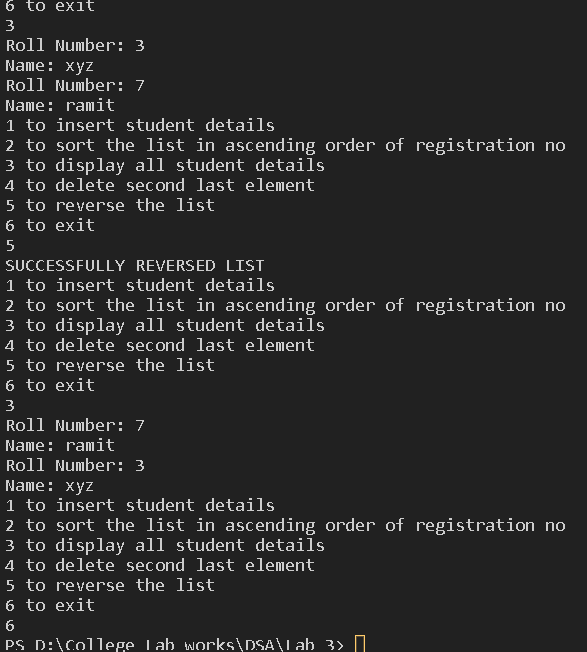 6 to exit
3
Roll Number: 3
Name: xyz
Roll Number: 7
Name: ramit
1 to insert student details
2 to sort the list in ascending order of registration no
3 to display all student details
4 to delete second last element
5 to reverse the list
6 to exit
5
SUCCESSFULLY REVERSED LIST
1 to insert student details
2 to sort the list in ascending order of registration no
3 to display all student details
4 to delete second last element
5 to reverse the list
6 to exit
3
Roll Number: 7
Name: ramit
Roll Number: 3
Name: xyz
1 to insert student details
2 to sort the list in ascending order of registration no
3 to display all student details
4 to delete second last element
5 to reverse the list
6 to exit
6
PS D:\College Lab works\DSA\Lab 3>